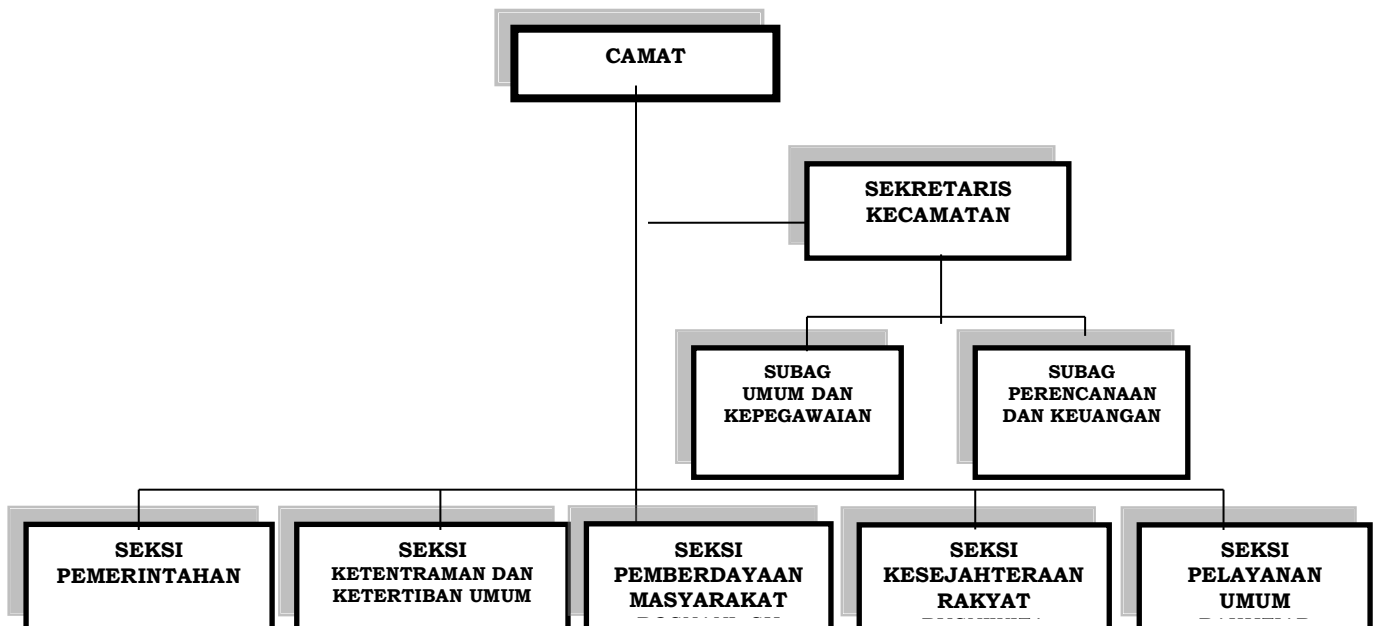 CAMAT
SEKRETARIS
KECAMATAN
SUBAG
UMUM DAN
KEPEGAWAIAN
SUBAG
PERENCANAAN
DAN KEUANGAN
SEKSI
PEMERINTAHAN
SEKSI
KETENTRAMAN DAN
KETERTIBAN UMUM
SEKSI
PEMBERDAYAAN
MASYARAKAT
SEKSI
KESEJAHTERAAN
RAKYAT
SEKSI
PELAYANAN
UMUM